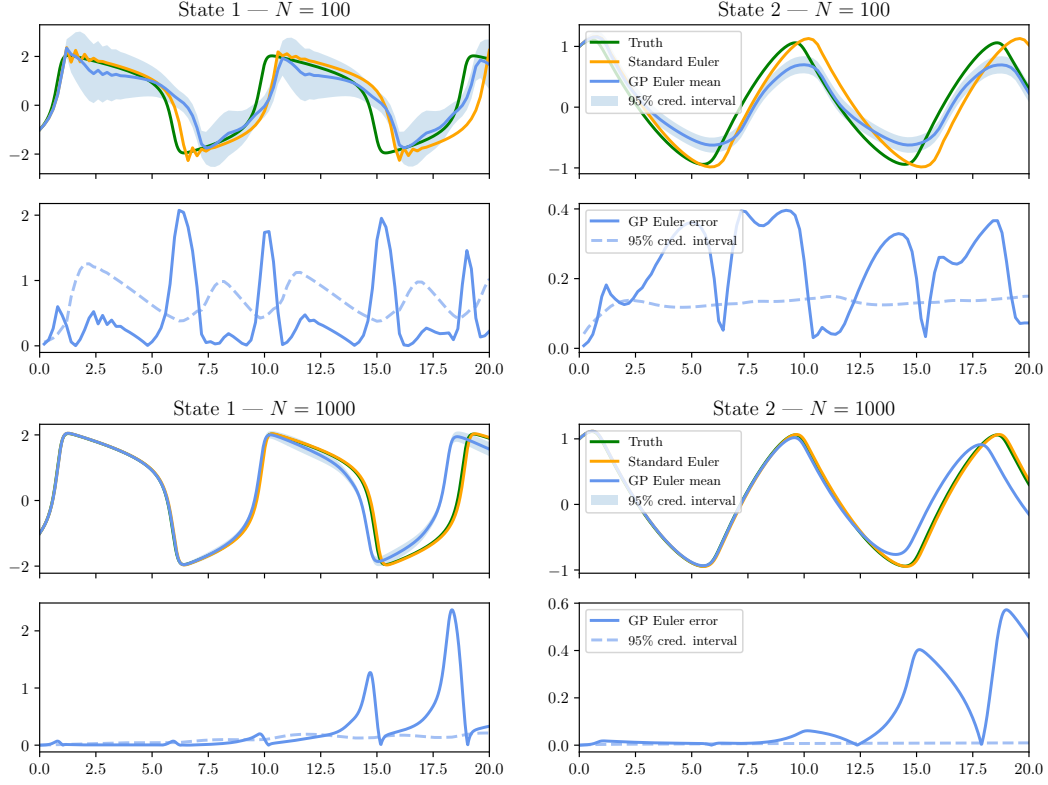 State 1 — N = 100
2
0
−2
State 2 — N = 100
1
0
−1
Truth
Standard Euler
GP Euler mean
95% cred. interval
2
1
0
0.0 2.5 5.0 7.5 10.0 12.5 15.0 17.5 20.0
0.4
0.2
0.0
GP Euler error
95% cred. interval
0.0 2.5 5.0 7.5 10.0 12.5 15.0 17.5 20.0
State 1 — N = 1000
2
0
−2
State 2 — N = 1000
1
0
−1
Truth
Standard Euler
GP Euler mean
95% cred. interval
2
1
0
0.0 2.5 5.0 7.5 10.0 12.5 15.0 17.5 20.0
0.6
0.4
0.2
0.0
GP Euler error
95% cred. interval
0.0 2.5 5.0 7.5 10.0 12.5 15.0 17.5 20.0